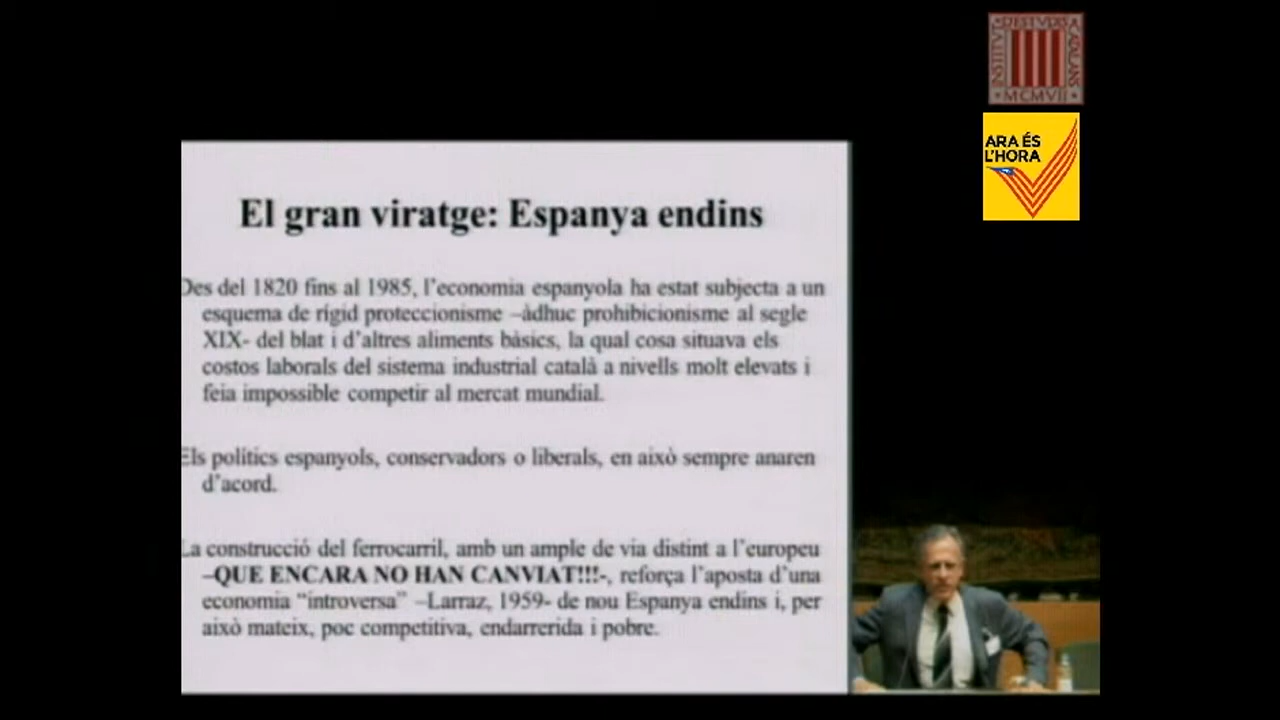 INSTITVT
D'ESTVDIS
CATALANS
MCMVII
ARA ÉS
L'HORA
El gran viratge: Espanya endins
Des del 1820 fins al 1985, l'economia espanyola ha estat subjecta a un
esquema de rígid proteccionisme –àdhuc prohibicionisme al segle
XIX- del blat i d'altres aliments bàsics, la qual cosa situava els
costos laborals del sistema industrial català a nivells molt elevats i
feia impossible competir al mercat mundial.
Els polítics espanyols, conservadors o liberals, en això sempre anaren
d'acord.
La construcció del ferrocarril, amb un ample de via distint a l'europeu
–QUE ENCARA NO HAN CANVIAT!!!-, reforça l'aposta d'una
economia "introversa" –Larraz, 1959- de nou Espanya endins i, per
això mateix, poc competitiva, endarrerida i pobre.